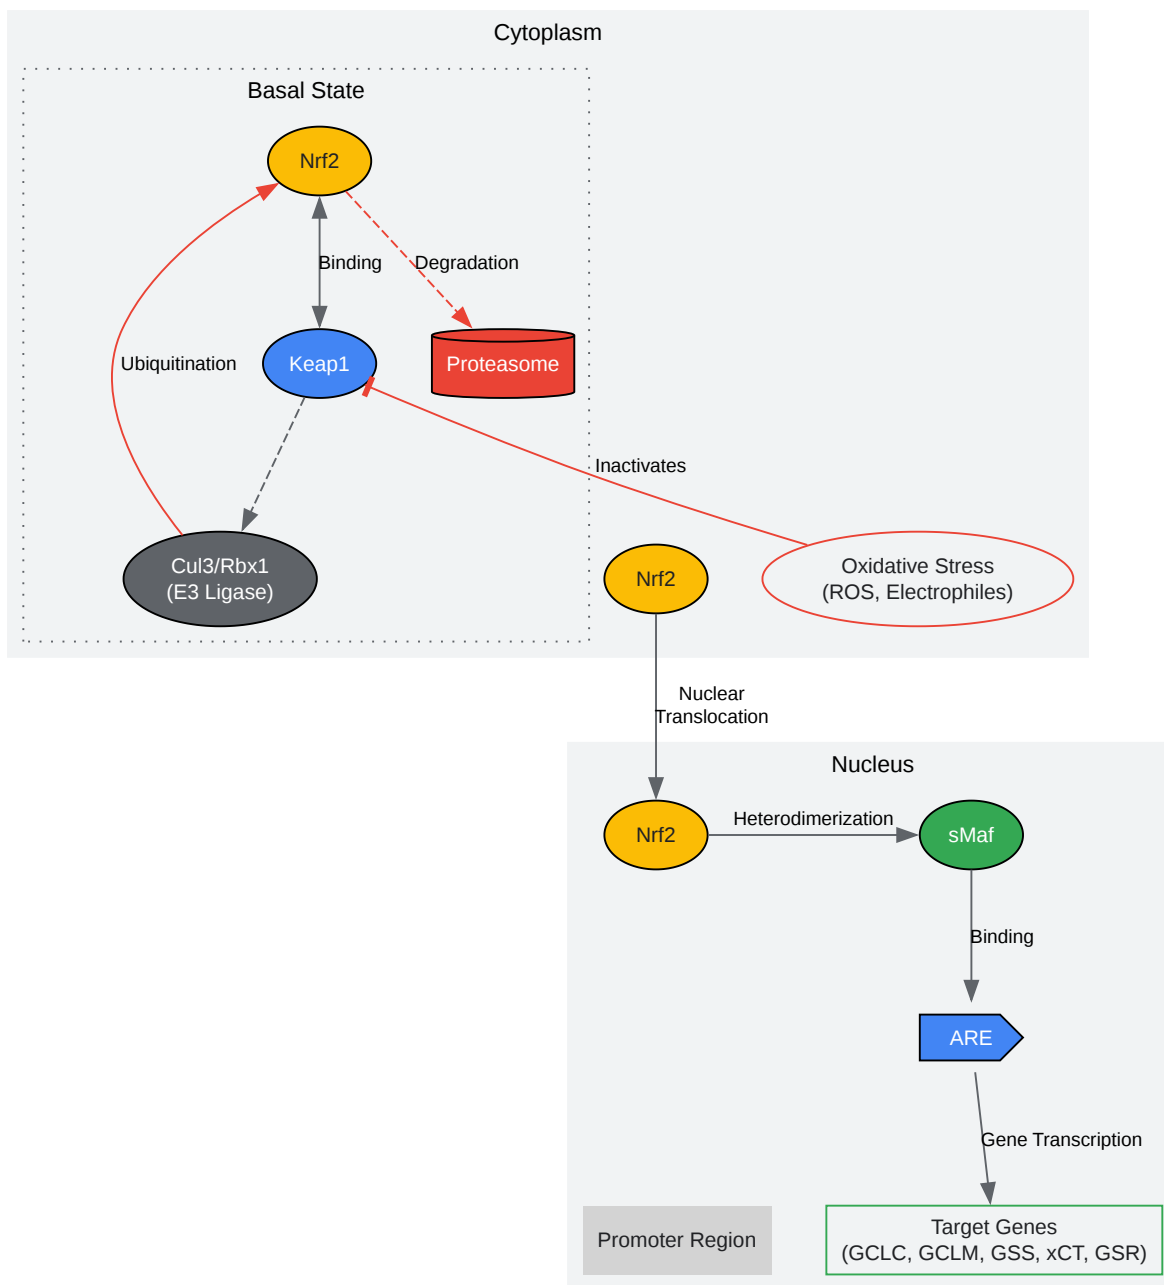 Cytoplasm
Basal State
Nrf2
Binding
Degradation
Ubiquitination
Keap1
Proteasome
Inactivates
Cul3/Rbx1
(E3 Ligase)
Nrf2
Oxidative Stress
(ROS, Electrophiles)
Nuclear
Translocation
Nucleus
Nrf2
Heterodimerization
sMaf
Binding
ARE
Gene Transcription
Promoter Region
Target Genes
(GCLC, GCLM, GSS, xCT, GSR)